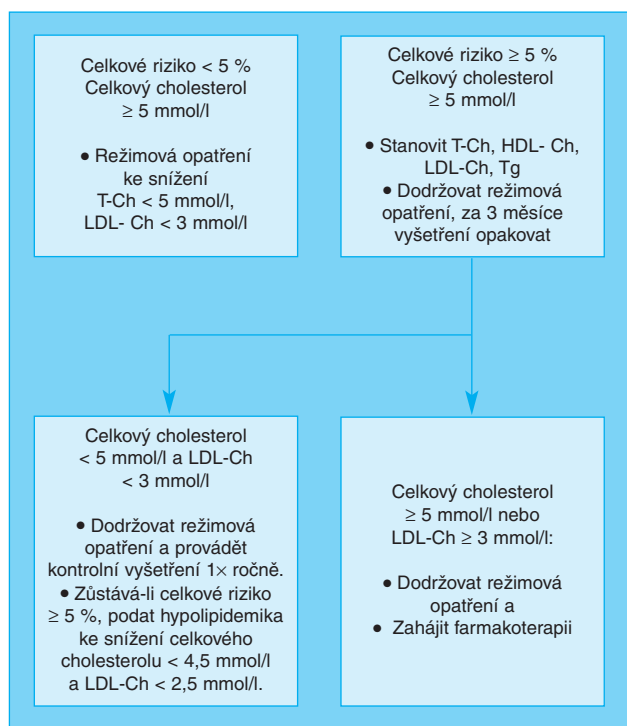 Celkové riziko < 5 %
Celkový cholesterol
≥ 5 mmol/l
● Režimová opatření
ke snížení
T-Ch < 5 mmol/l,
LDL- Ch < 3 mmol/l
Celkové riziko ≥ 5 %
Celkový cholesterol
≥ 5 mmol/l
● Stanovit T-Ch, HDL- Ch,
LDL-Ch, Tg
● Dodržovat režimová
opatření, za 3 měsíce
vyšetření opakovat
Celkový cholesterol
< 5 mmol/l a LDL-Ch
< 3 mmol/l
● Dodržovat režimová
opatření a provádět
kontrolní vyšetření 1× ročně.
● Zůstává-li celkové riziko
≥ 5 %, podat hypolipidemika
ke snížení celkového
cholesterolu < 4,5 mmol/l
a LDL-Ch < 2,5 mmol/l.
Celkový cholesterol
≥ 5 mmol/l nebo
LDL-Ch ≥ 3 mmol/l:
● Dodržovat režimová
opatření a
● Zahájit farmakoterapii